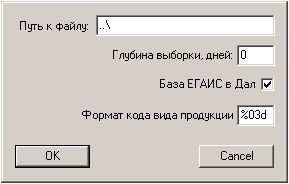 Путь к файлу: ..\
Глубина выборки, дней: 0
База ЕГАИС в Дал
Формат кода вида продукции %03d
OK Cancel